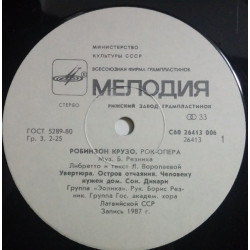 МИНИСТЕРСТВО
КУЛЬТУРЫ СССР
ВСЕСОЮЗНАЯ ФИРМА ГРАМПЛАСТИНОК
МЕЛОДИЯ
СТЕРЕО
РИЖСКИЙ ЗАВОД ГРАМПЛАСТИНОК
33
ГОСТ 5289-80
Гр. 3. 2-25
С60 26413 006
26413
1
РОБИНЗОН КРУЗО, РОК-ОПЕРА
Муз. Б. Резника
Либретто и текст Я. Воропаевой
Увертюра. Остров отчаяния. Человеку
нужен дом. Сон. Дикари
Группа «Эолика». Рук. Борис Рез-
ник. Группа Гос. академ. хора
Латвийской ССР
Запись 1987 г.